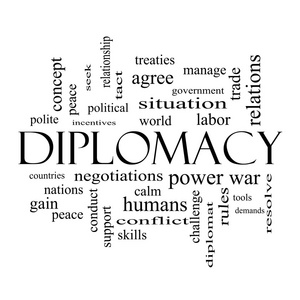 relationship
treaties
concept
seek
tact
agree
manage
trade
relations
peace
government
political
situation
polite
incentives
world
labor
DIPLOMACY
countries
negotiations
power war
nations
calm
gain
peace
conduct
support
humans
challenge
rules
tools
demands
resolve
conflict
diplomat
skills